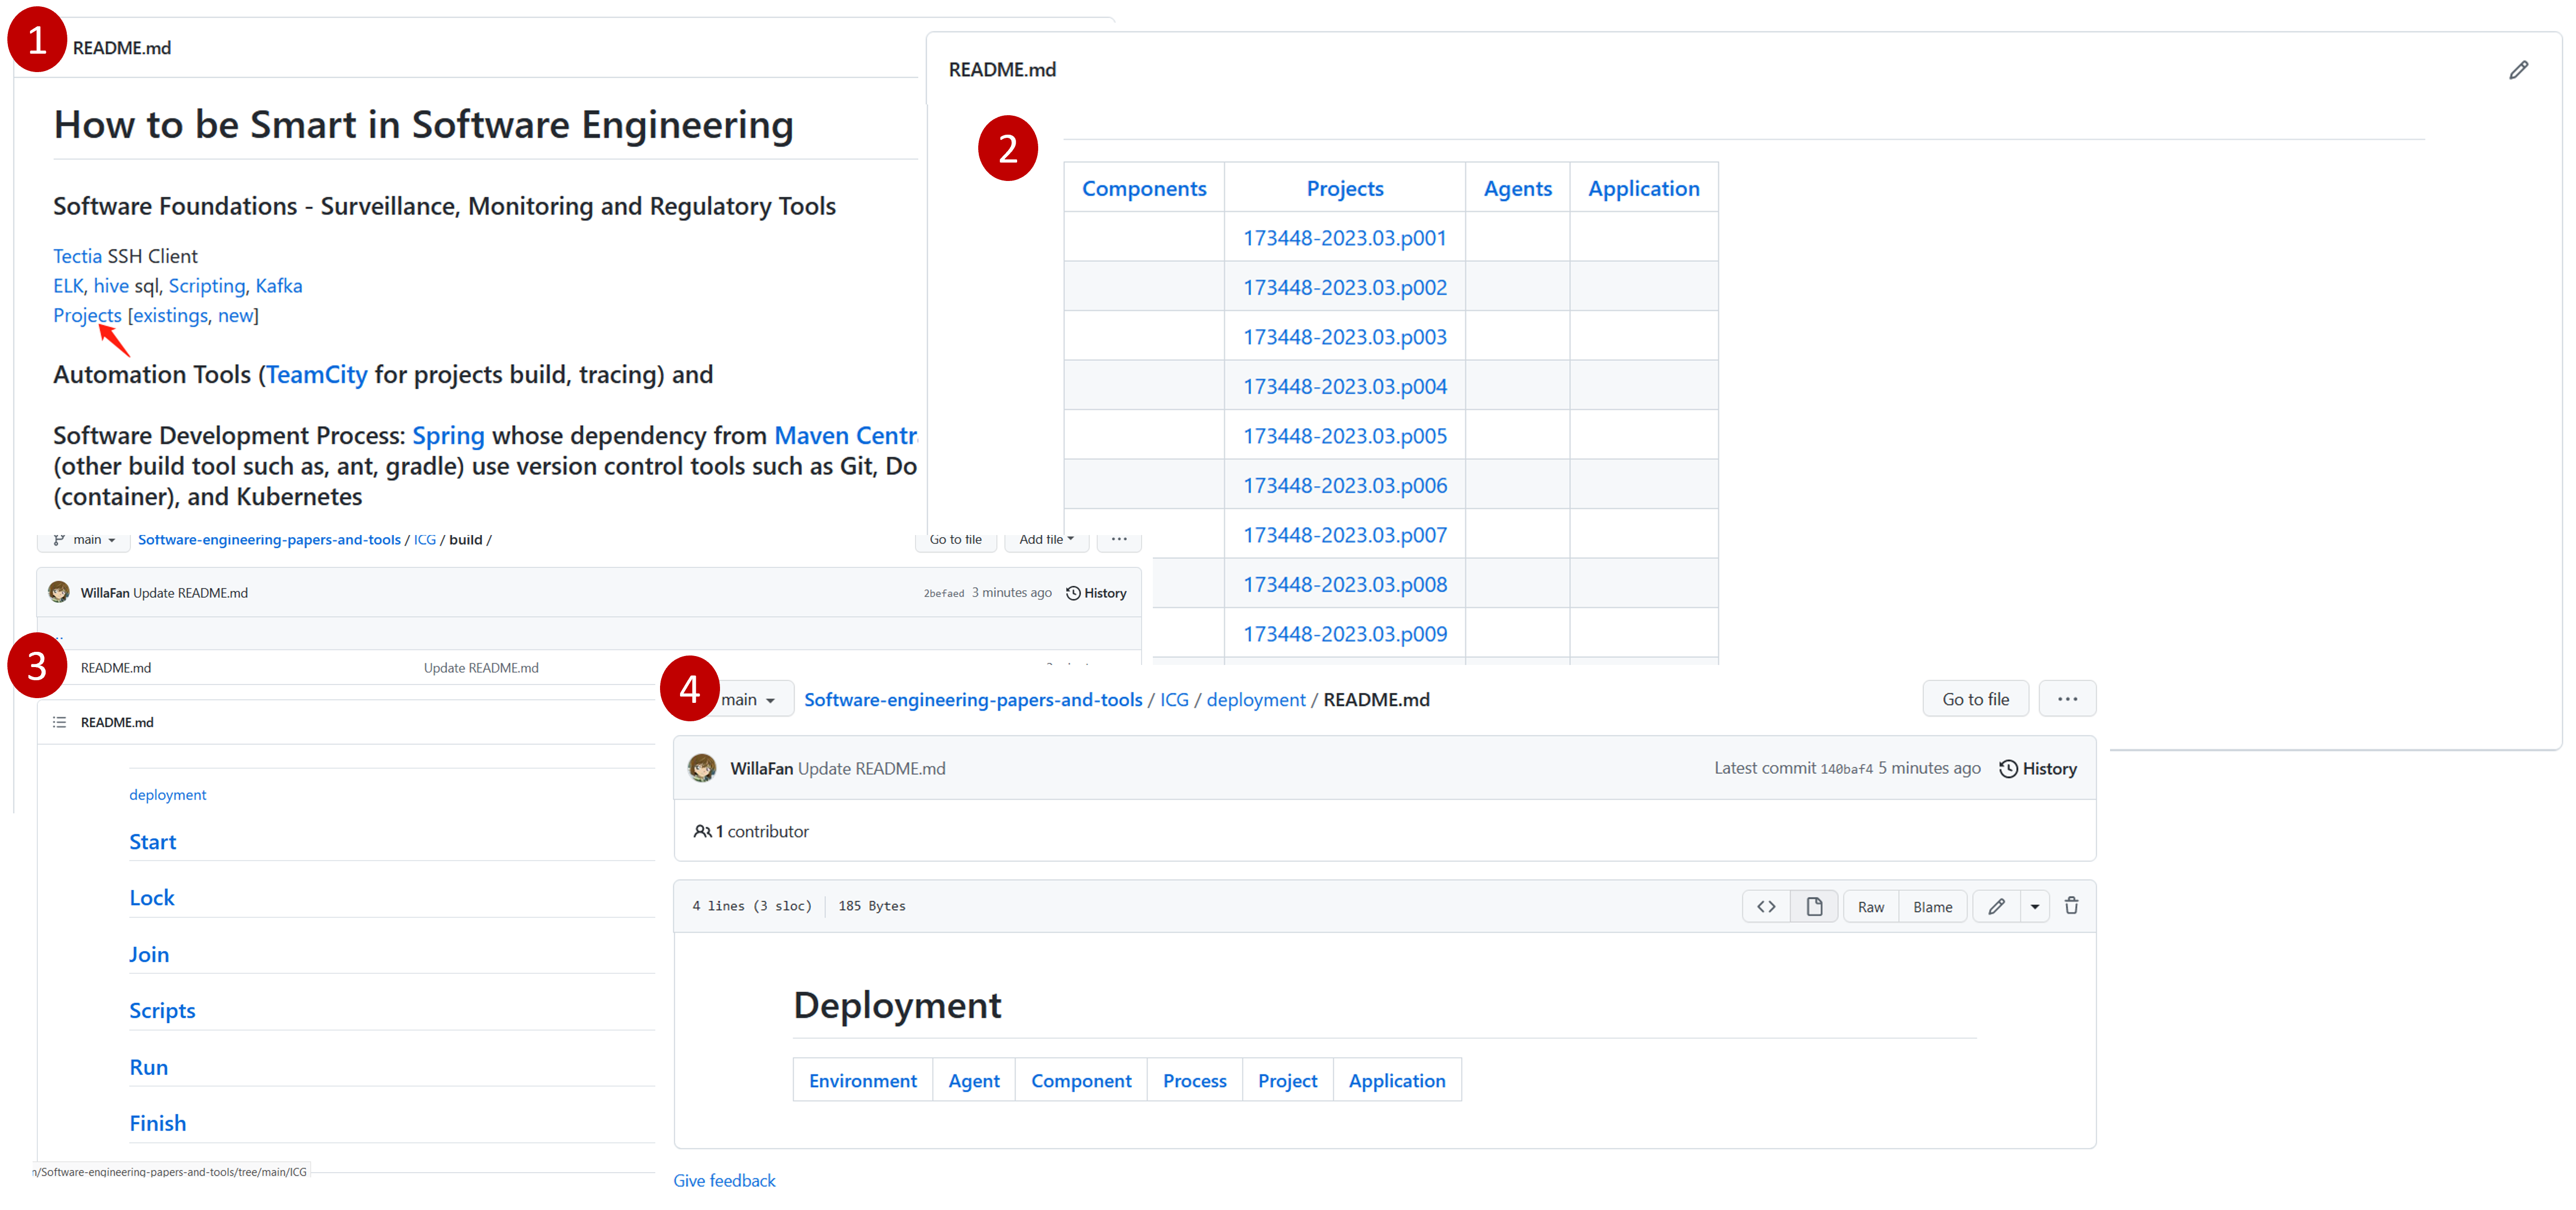 1
README.md
How to be Smart in Software Engineering
Software Foundations - Surveillance, Monitoring and Regulatory Tools
Tectia SSH Client
ELK, hive sql, Scripting, Kafka
Projects [existings, new]
Automation Tools (TeamCity for projects build, tracing) and
Software Development Process: Spring whose dependency from Maven Centr
(other build tool such as, ant, gradle) use version control tools such as Git, Do
(container), and Kubernetes
README.md
2
Components Projects Agents Application
173448-2023.03.p001
173448-2023.03.p002
173448-2023.03.p003
173448-2023.03.p004
173448-2023.03.p005
173448-2023.03.p006
173448-2023.03.p007
173448-2023.03.p008
173448-2023.03.p009
main Software-engineering-papers-and-tools / ICG / build / Go to file Add file ...
WillaFan Update README.md 2befaed 3 minutes ago History
3
README.md Update README.md
README.md
deployment
Start
Lock
Join
Scripts
Run
Finish
n/Software-engineering-papers-and-tools/tree/main/ICG
4
main Software-engineering-papers-and-tools / ICG / deployment / README.md Go to file ...
WillaFan Update README.md Latest commit 140baf4 5 minutes ago History
1 contributor
4 lines (3 sloc) 185 Bytes <> Raw Blame
Deployment
Environment Agent Component Process Project Application
Give feedback